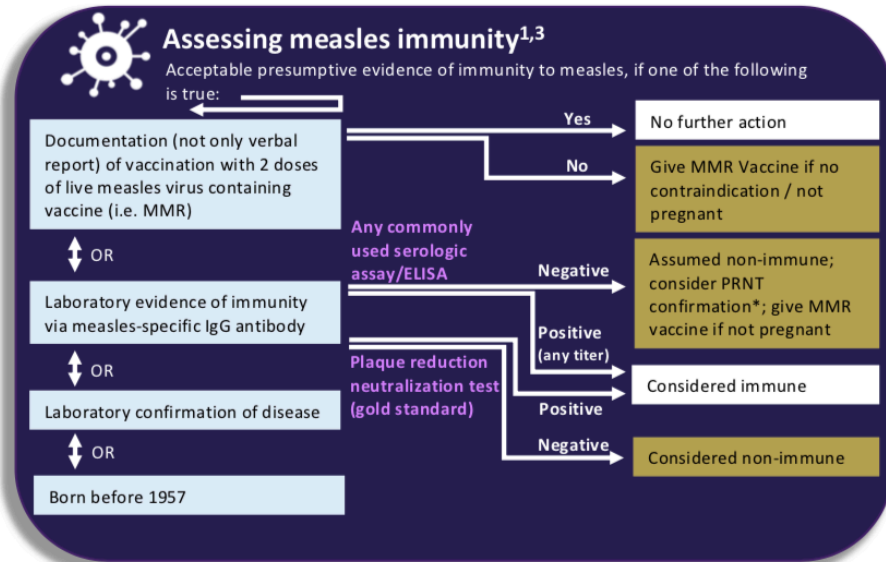 Assessing measles immunity1,3
Acceptable presumptive evidence of immunity to measles, if one of the following
is true:
Documentation (not only verbal
report) of vaccination with 2 doses
of live measles virus containing
vaccine (i.e. MMR)
OR
Laboratory evidence of immunity
via measles-specific IgG antibody
OR
Laboratory confirmation of disease
OR
Born before 1957
Yes
No further action
No
Give MMR Vaccine if no
contraindication / not
pregnant
Any commonly
used serologic
assay/ELISA
Negative
Assumed non-immune;
consider PRNT
confirmation*; give MMR
vaccine if not pregnant
Positive
(any titer)
Considered immune
Plaque reduction
neutralization test
(gold standard)
Positive
Negative
Considered non-immune